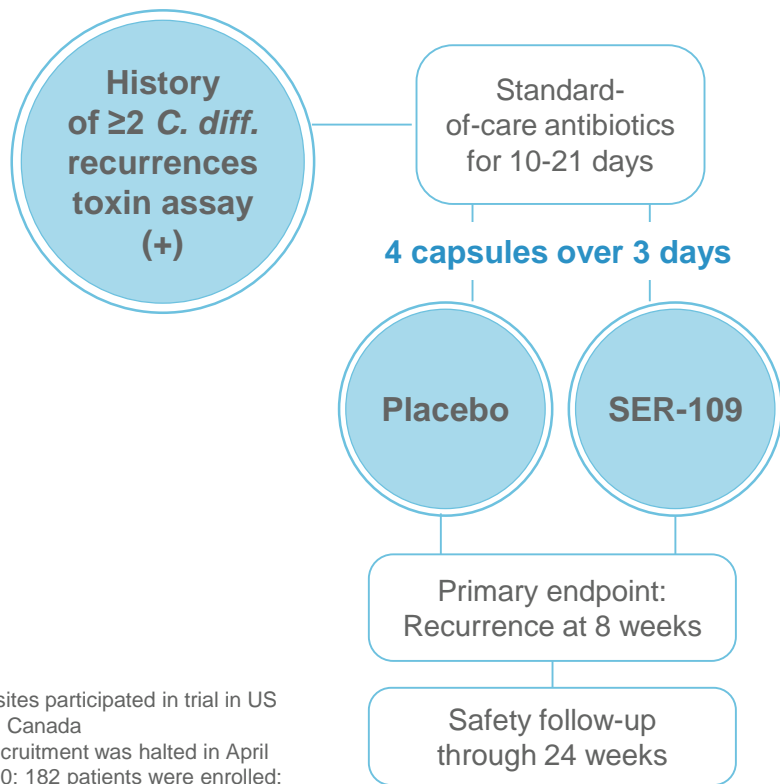 History
of ≥2 C. diff.
recurrences
toxin assay
(+)
Standard-
of-care antibiotics
for 10-21 days
4 capsules over 3 days
Placebo
SER-109
Primary endpoint:
Recurrence at 8 weeks
Safety follow-up
through 24 weeks
sites participated in trial in US
Canada
cruitment was halted in April
0; 182 patients were enrolled;